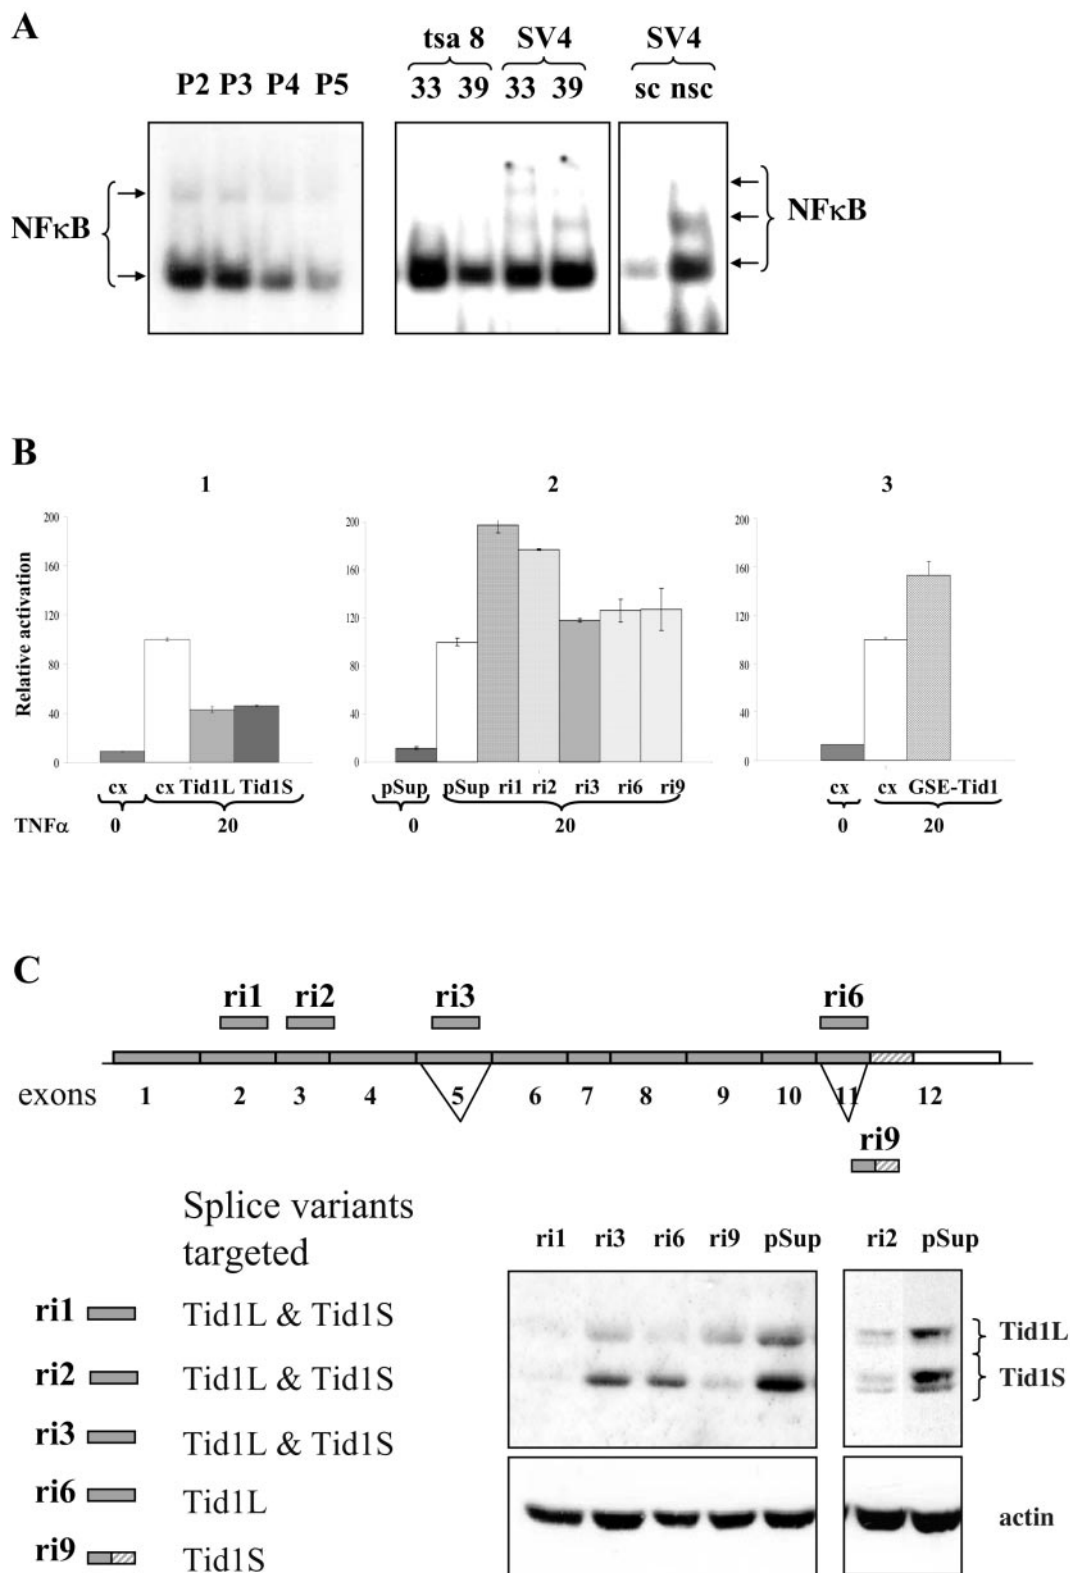 A
tsa 8 SV4 SV4
P2 P3 P4 P5 33 39 33 39 sc nsc
NFκB NFκB
B
1 2 3
Relative activation
200 200 200
160 160 160
120 120 120
80 80 80
40 40 40
0 0 0
cx cx Tid1L Tid1S pSup pSup ri1 ri2 ri3 ri6 ri9 cx cx GSE-Tid1
TNFα 0 20 0 20 0 20
C
ri1 ri2 ri3 ri6
exons 1 2 3 4 5 6 7 8 9 10 11 12
ri9
Splice variants
targeted
ri1 Tid1L & Tid1S
ri2 Tid1L & Tid1S
ri3 Tid1L & Tid1S
ri6 Tid1L
ri9 Tid1S
ri1 ri3 ri6 ri9 pSup ri2 pSup
Tid1L
Tid1S
actin